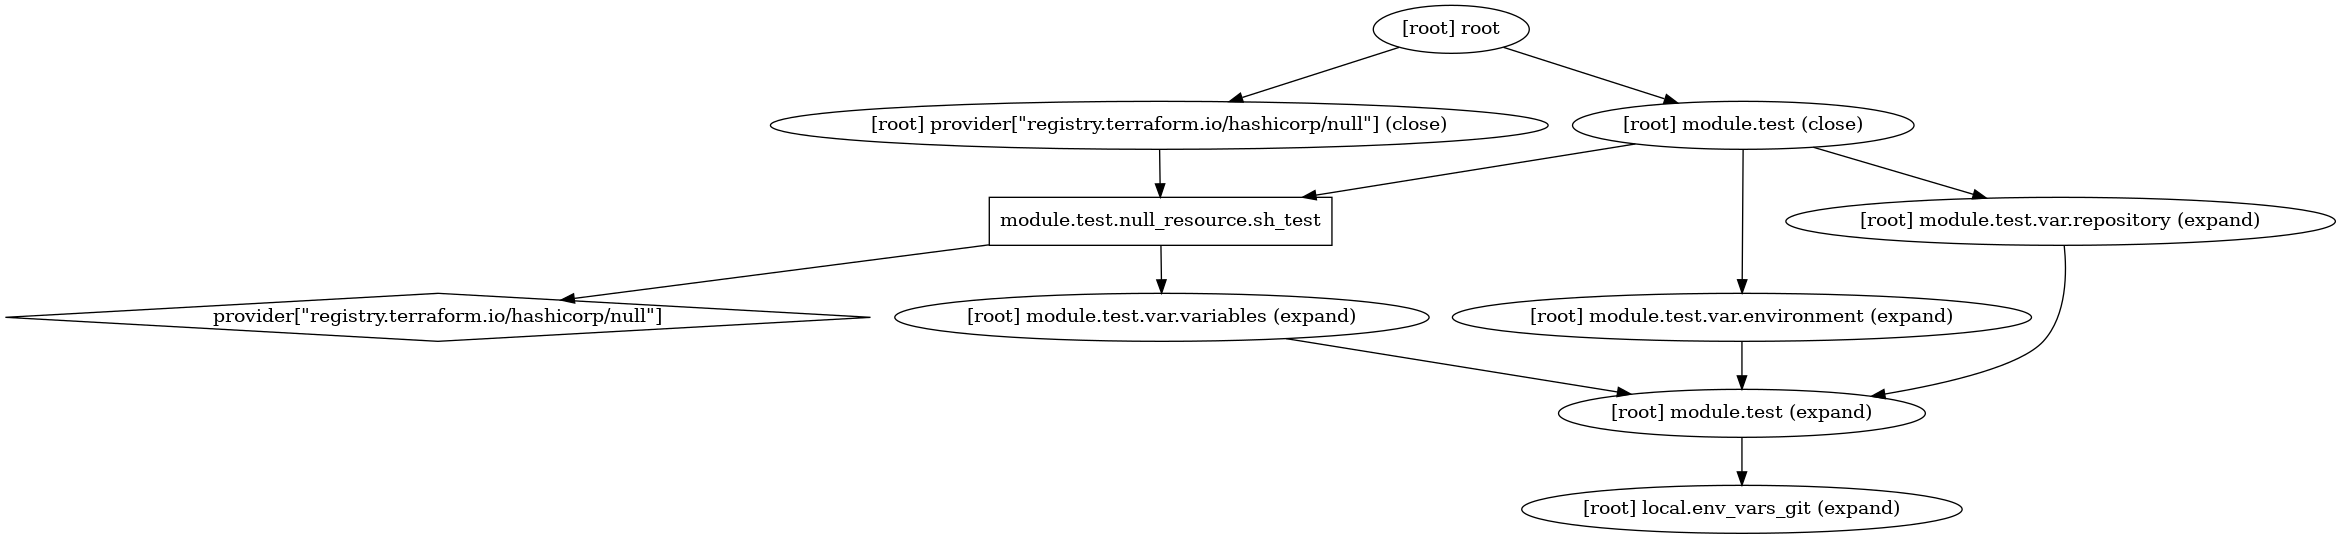 [root] root
[root] provider[\"registry.terraform.io/hashicorp/null\"] (close)
[root] module.test (close)
module.test.null_resource.sh_test
[root] module.test.var.repository (expand)
provider["registry.terraform.io/hashicorp/null"]
[root] module.test.var.variables (expand)
[root] module.test.var.environment (expand)
[root] module.test (expand)
[root] local.env_vars_git (expand)